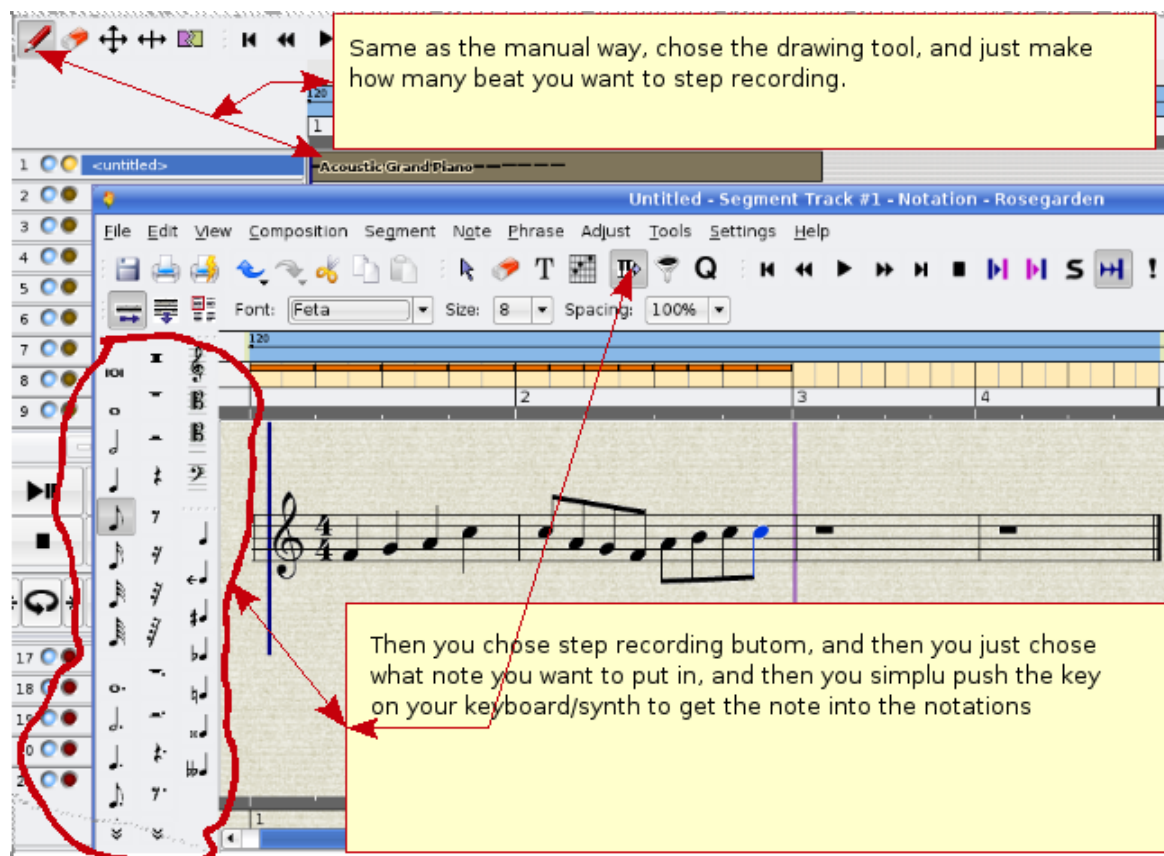 Same as the manual way, chose the drawing tool, and just make
how many beat you want to step recording.
120
1
1 <untitled> Acoustic Grand Piano
2
Untitled - Segment Track #1 - Notation - Rosegarden
3 File Edit View Composition Segment Note Phrase Adjust Tools Settings Help
4 T Q S !
5
6 Font: Feta Size: 8 Spacing: 100%
7 120
8
9 2 3 4
4
4
Then you chose step recording butom, and then you just chose
what note you want to put in, and then you simplu push the key
on your keyboard/synth to get the note into the notations
17
18
1